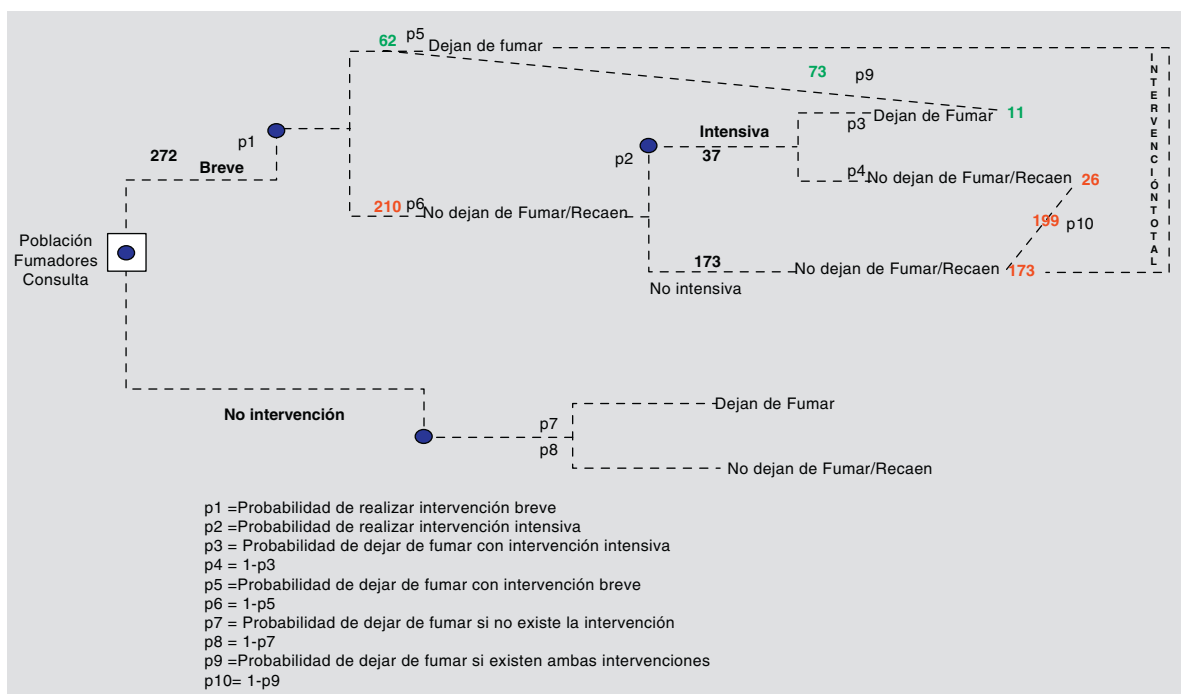 62 p5 Dejan de fumar
73 p9
INTERVENCIÓN TOTAL
p3 Dejan de Fumar 11
p1
272
Breve
p2
Intensiva
37
p4 No dejan de Fumar/Recaen 26
210 p6 No dejan de Fumar/Recaen
199 p10
Población
Fumadores
Consulta
173
No intensiva
No dejan de Fumar/Recaen 173
No intervención
Dejan de Fumar
p7
p8
No dejan de Fumar/Recaen
p1 =Probabilidad de realizar intervención breve
p2 =Probabilidad de realizar intervención intensiva
p3 = Probabilidad de dejar de fumar con intervención intensiva
p4 = 1-p3
p5 =Probabilidad de dejar de fumar con intervención breve
p6 = 1-p5
p7 = Probabilidad de dejar de fumar si no existe la intervención
p8 = 1-p7
p9 =Probabilidad de dejar de fumar si existen ambas intervenciones
p10= 1-p9